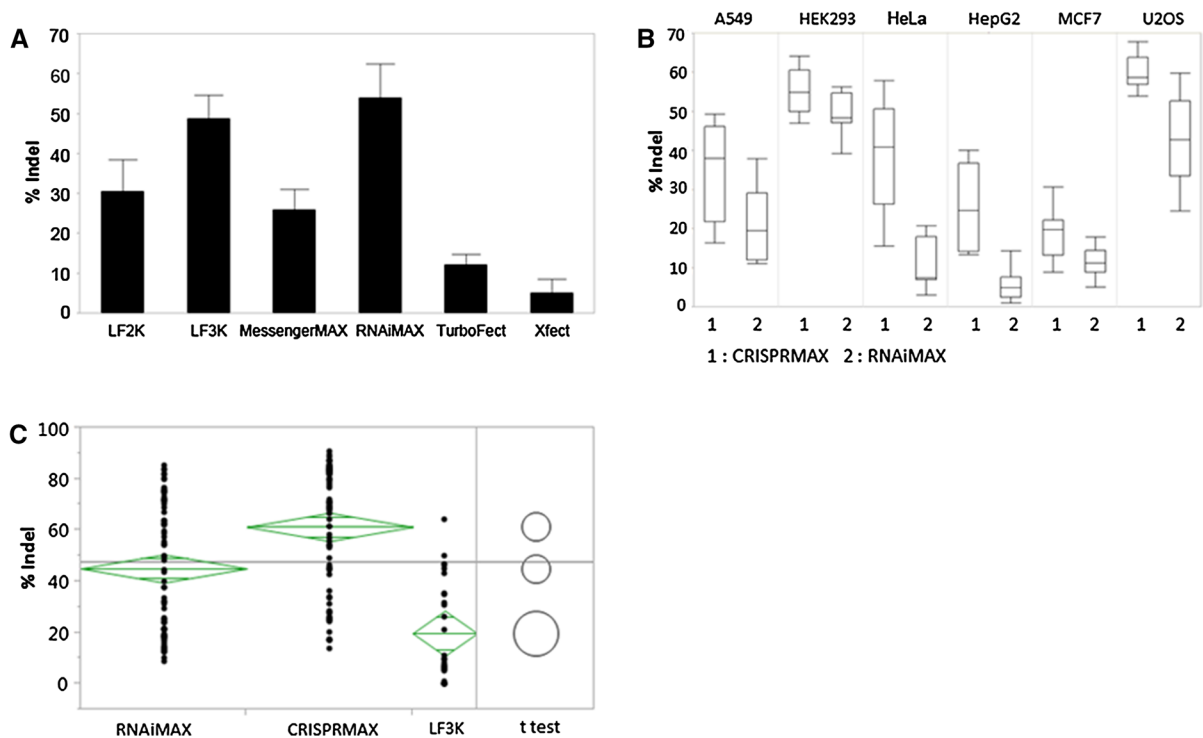 A
70
60
50
40
30
20
10
0
% Indel
LF2K LF3K MessengerMAX RNAiMAX TurboFect Xfect
B
A549 HEK293 HeLa HepG2 MCF7 U2OS
70
60
50
40
30
20
10
0
% Indel
1 2 1 2 1 2 1 2 1 2 1 2
1 : CRISPRMAX 2 : RNAiMAX
C
100
80
60
40
20
0
% Indel
RNAiMAX CRISPRMAX LF3K t test